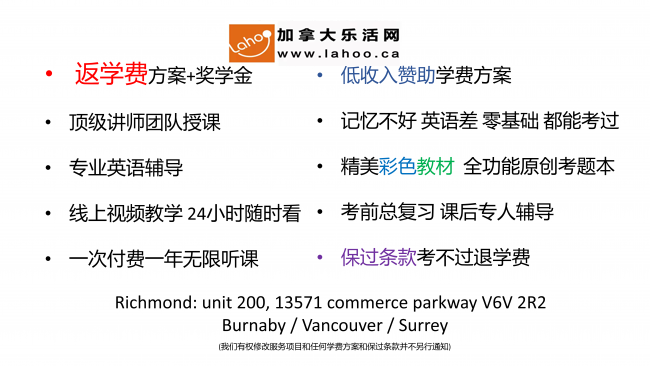 Lahoo 加拿大乐活网
www.lahoo.ca
• 返学费方案+奖学金
• 顶级讲师团队授课
• 专业英语辅导
• 线上视频教学 24小时随时看
• 一次付费一年无限听课
• 低收入赞助学费方案
• 记忆不好 英语差 零基础 都能考过
• 精美彩色教材 全功能原创考题本
• 考前总复习 课后专人辅导
• 保过条款考不过退学费
Richmond: unit 200, 13571 commerce parkway V6V 2R2
Burnaby / Vancouver / Surrey
(我们有权修改服务项目和任何学费方案和保过条款并不另行通知)